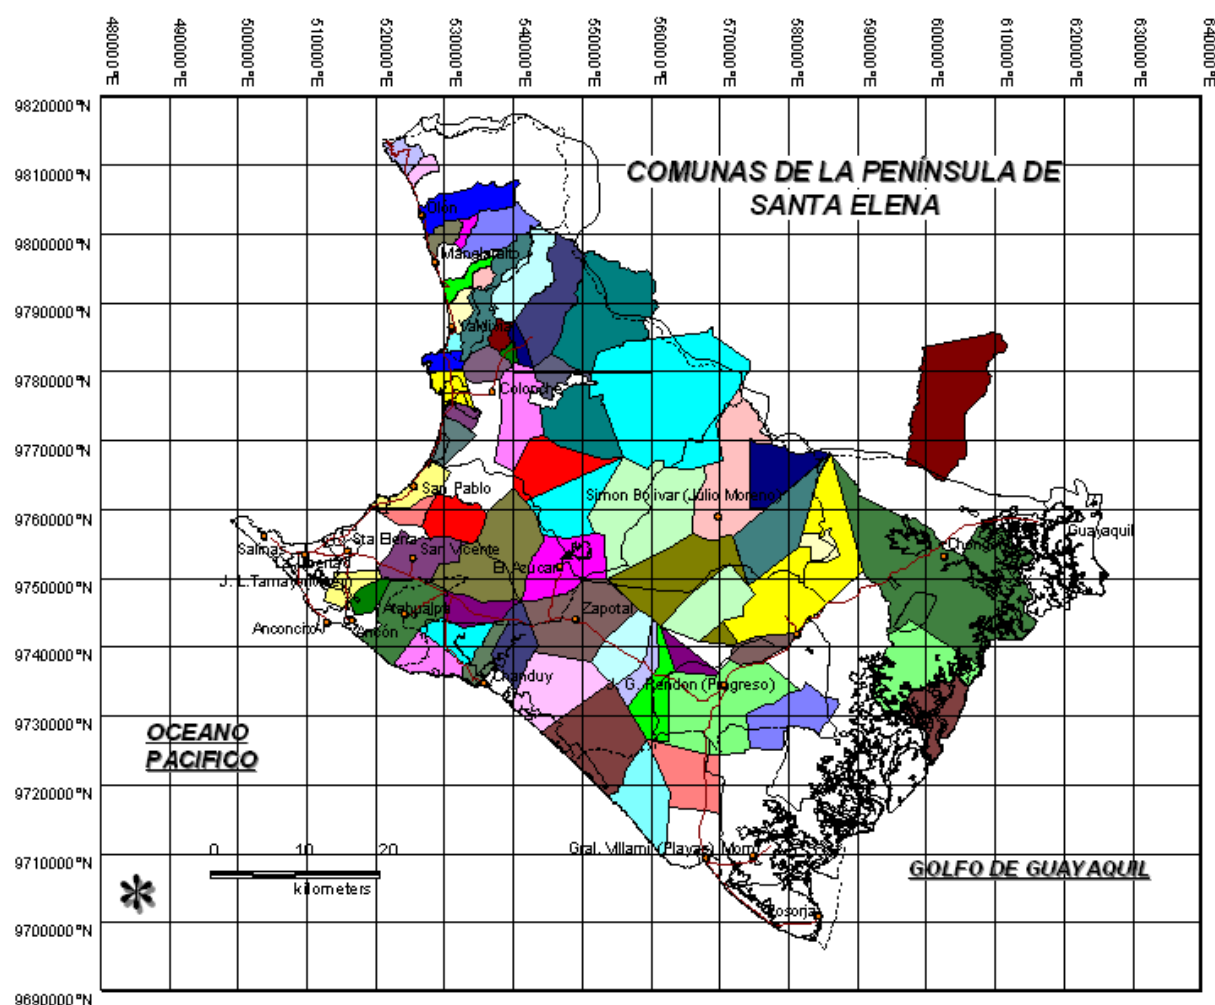 480000°E
490000°E
500000°E
510000°E
520000°E
530000°E
540000°E
550000°E
560000°E
570000°E
580000°E
590000°E
600000°E
610000°E
620000°E
630000°E
640000°E
9820000°N
9810000°N
9800000°N
9790000°N
9780000°N
9770000°N
9760000°N
9750000°N
9740000°N
9730000°N
9720000°N
9710000°N
9700000°N
9690000°N
COMUNAS DE LA PENÍNSULA DE
SANTA ELENA
Olón
Manglaralto
Valdivia
Colonche
San Pablo
Simon Bolivar (Julio Moreno)
Guayaquil
Chongon
Sta Elena
Salinas
La Libertad
San Vicente
El Azucar
J. L. Tamayo
Atahualpa
Zapotal
Anconcito
Ancón
Chanduy
J. G. Rendon (Progreso)
OCEANO
PACIFICO
0 10 20
kilometers
Gral. Villamil (Playas)
Morro
GOLFO DE GUAYAQUIL
Posorja